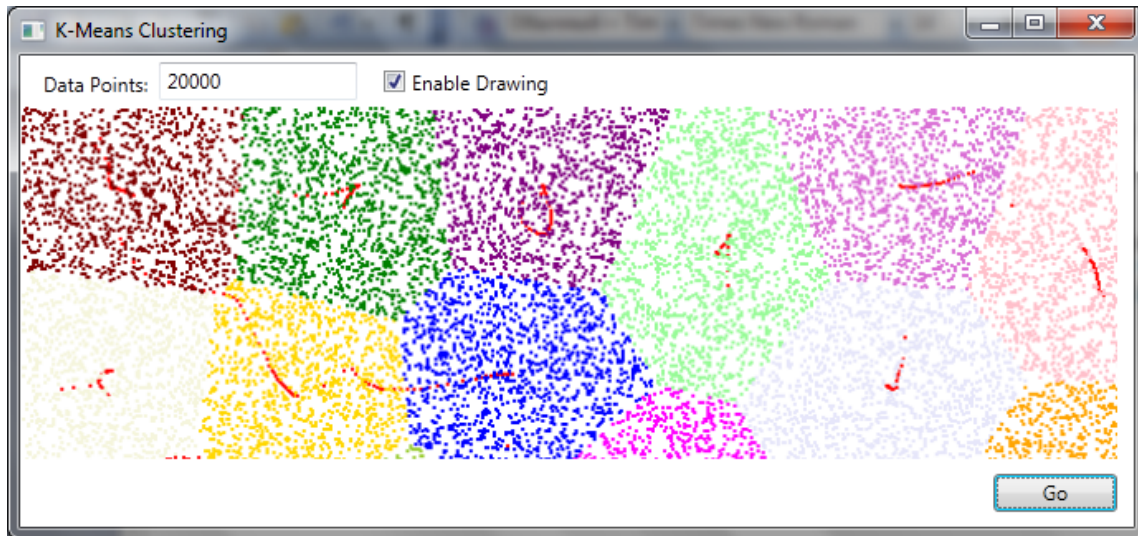 K-Means Clustering
Data Points: 20000 Enable Drawing
Go